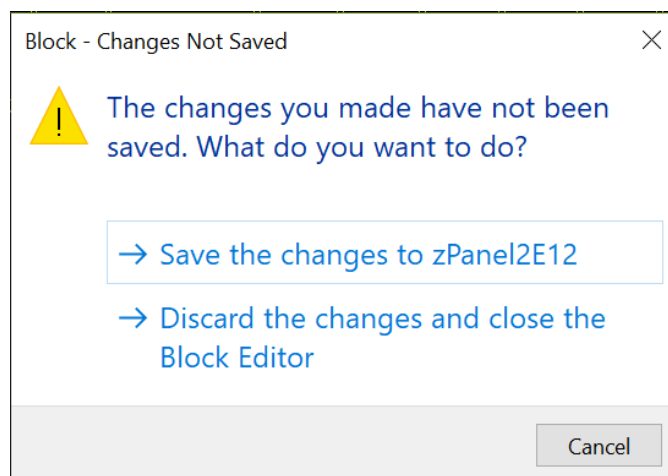 Block - Changes Not Saved
The changes you made have not been
saved. What do you want to do?
→ Save the changes to zPanel2E12
→ Discard the changes and close the
Block Editor
Cancel